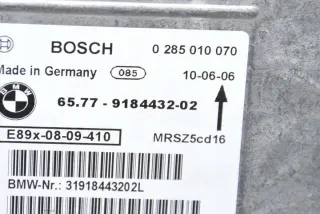 BOSCH 0 285 010 070
Made in Germany 085 10-06-06
BMW 65.77 - 9184432-02
E89x-08-09-410 MRSZ5cd16
BMW-Nr.: 31918443202L